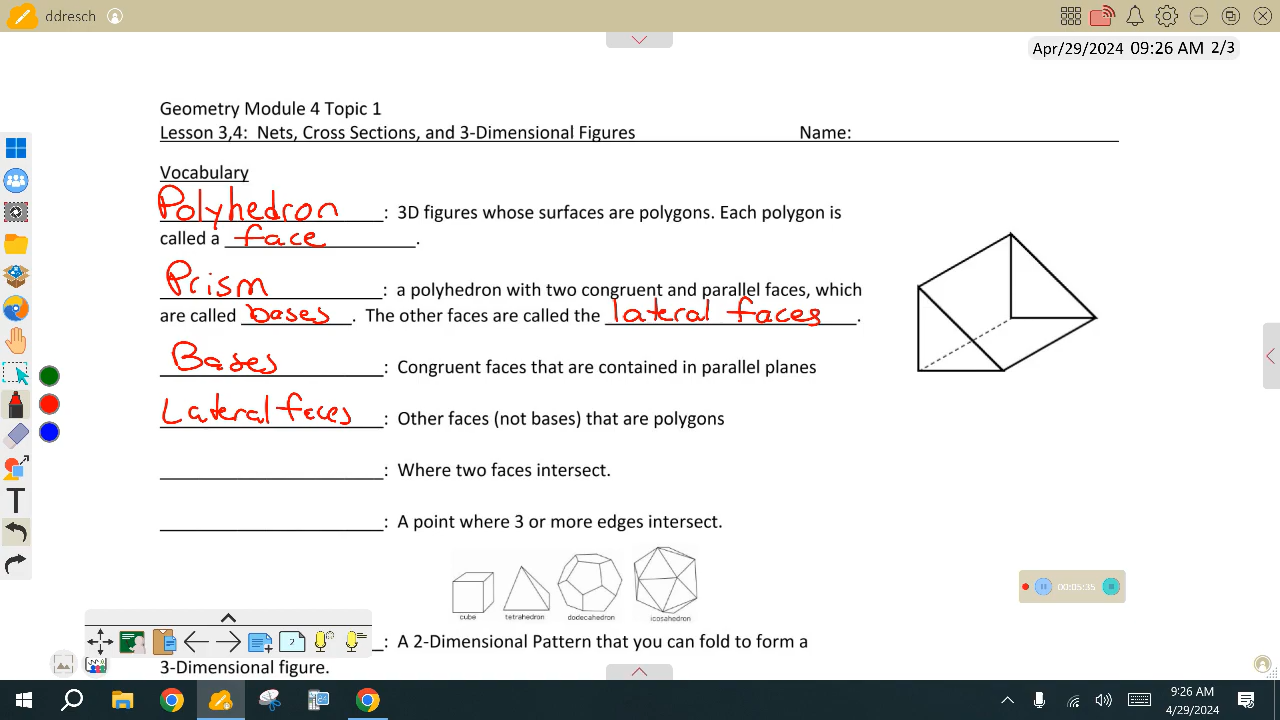 ddresch
Apr/29/2024 09:26 AM 2/3
Geometry Module 4 Topic 1
Lesson 3,4: Nets, Cross Sections, and 3-Dimensional Figures Name:
Vocabulary
Polyhedron: 3D figures whose surfaces are polygons. Each polygon is
called a face.
Prism: a polyhedron with two congruent and parallel faces, which
are called bases. The other faces are called the lateral faces.
Bases: Congruent faces that are contained in parallel planes
Lateral faces: Other faces (not bases) that are polygons
: Where two faces intersect.
: A point where 3 or more edges intersect.
cube tetrahedron dodecahedron icosahedron
00:05:35
2
: A 2-Dimensional Pattern that you can fold to form a
3-Dimensional figure.
9:26 AM
4/29/2024